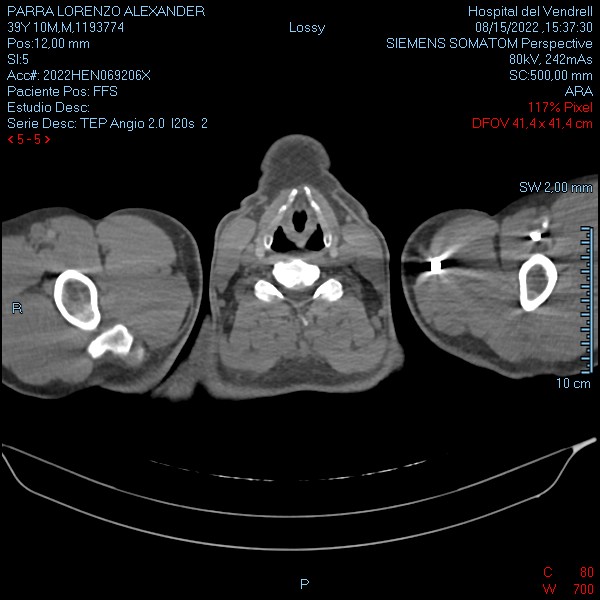 PARRA LORENZO ALEXANDER
39Y 10M,M,1193774
Pos:12,00 mm
SI:5
Acc#: 2022HEN069206X
Paciente Pos: FFS
Estudio Desc:
Serie Desc: TEP Angio 2.0 I20s 2
< 5 - 5 >
Lossy
Hospital del Vendrell
08/15/2022 ,15:37:30
SIEMENS SOMATOM Perspective
80kV, 242mAs
SC:500,00 mm
ARA
117% Pixel
DFOV 41,4 x 41,4 cm
SW 2,00 mm
R
10 cm
P
C 80
W 700